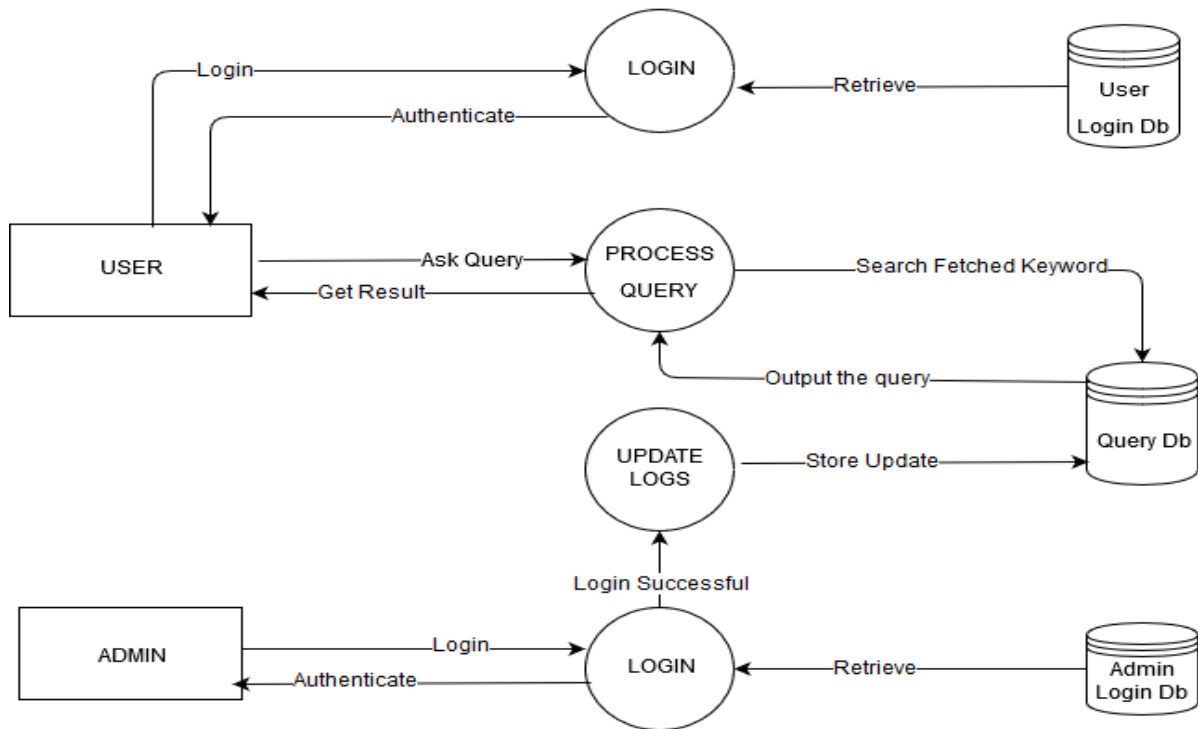 Login
LOGIN
Retrieve
User
Login Db
Authenticate
USER
Ask Query
PROCESS
QUERY
Search Fetched Keyword
Get Result
Output the query
Query Db
UPDATE
LOGS
Store Update
Login Successful
ADMIN
Login
Authenticate
LOGIN
Retrieve
Admin
Login Db